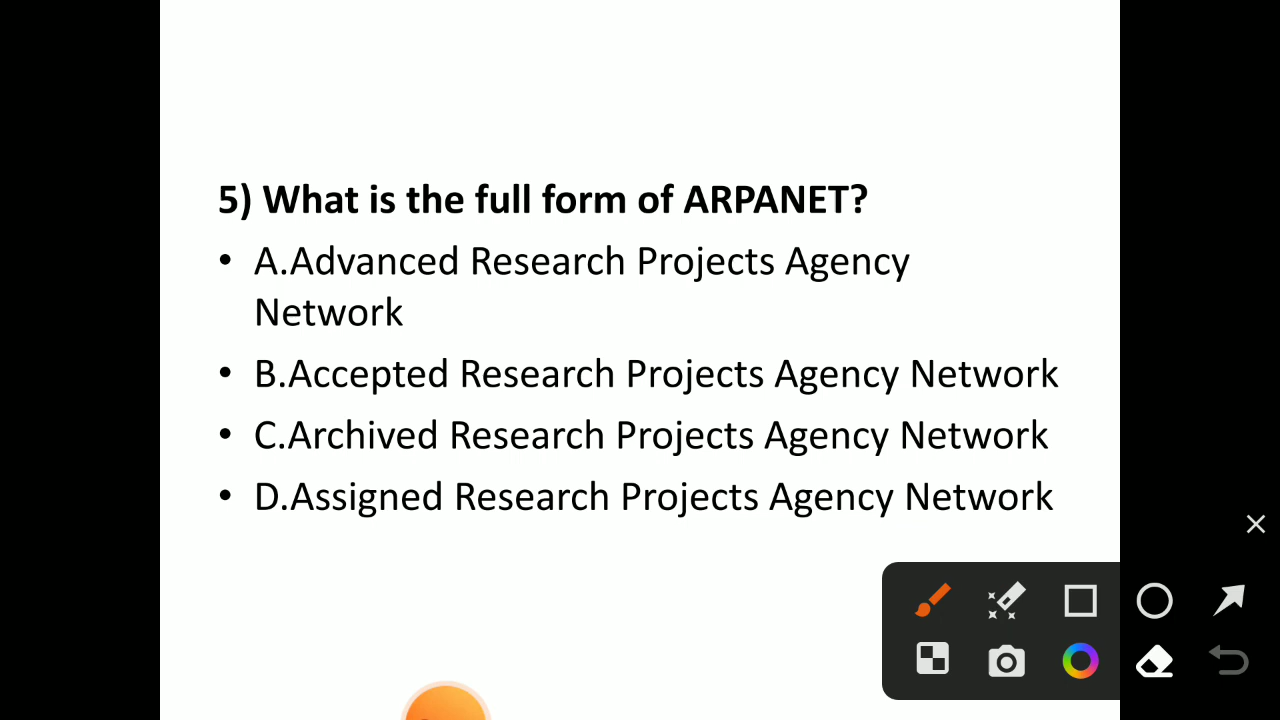 5) What is the full form of ARPANET?
• A.Advanced Research Projects Agency
Network
• B.Accepted Research Projects Agency Network
• C.Archived Research Projects Agency Network
• D.Assigned Research Projects Agency Network